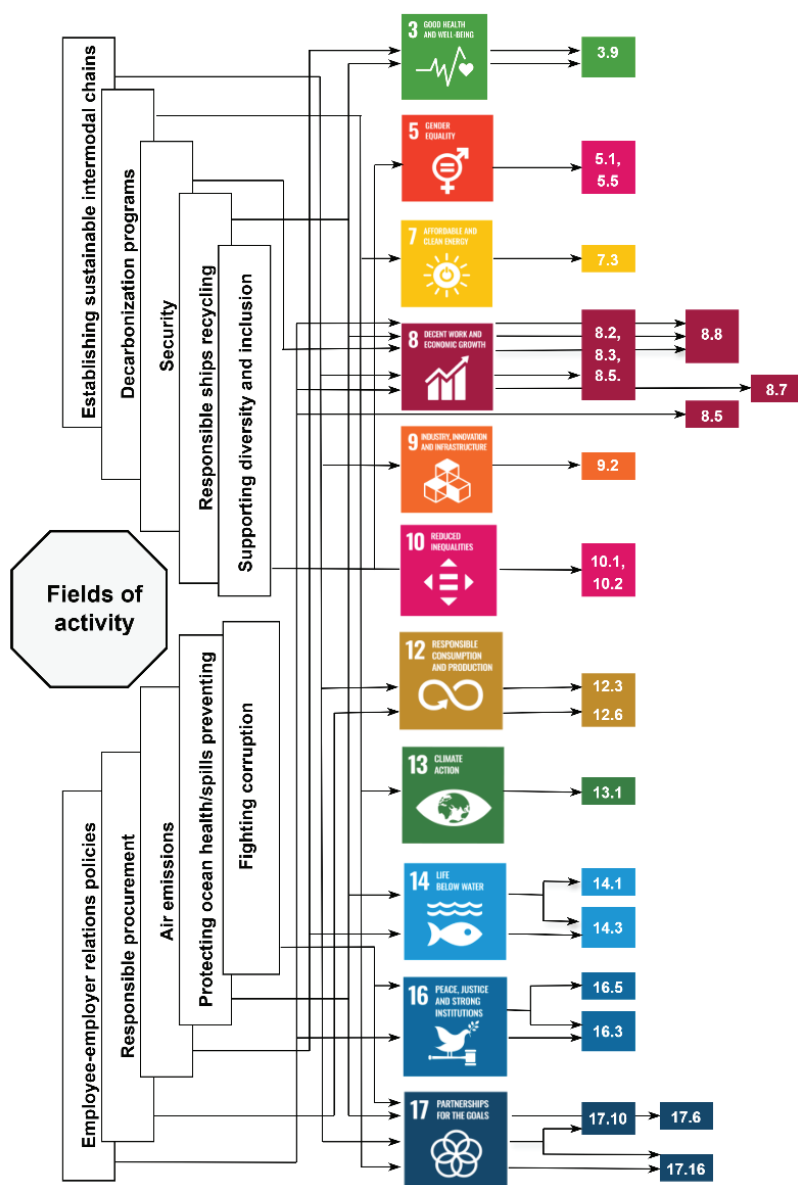 Establishing sustainable intermodal chains
Decarbonization programs
Security
Responsible ships recycling
Supporting diversity and inclusion
Fields of
activity
Employee-employer relations policies
Responsible procurement
Air emissions
Protecting ocean health/spills preventing
Fighting corruption
3 GOOD HEALTH
AND WELL-BEING
3.9
5 GENDER
EQUALITY
5.1,
5.5
7 AFFORDABLE AND
CLEAN ENERGY
7.3
8 DECENT WORK AND
ECONOMIC GROWTH
8.2,
8.3,
8.5.
8.8
8.7
8.5
9 INDUSTRY, INNOVATION
AND INFRASTRUCTURE
9.2
10 REDUCED
INEQUALITIES
10.1,
10.2
12 RESPONSIBLE
CONSUMPTION
AND PRODUCTION
12.3
12.6
13 CLIMATE
ACTION
13.1
14 LIFE
BELOW WATER
14.1
14.3
16 PEACE, JUSTICE
AND STRONG
INSTITUTIONS
16.5
16.3
17 PARTNERSHIPS
FOR THE GOALS
17.10
17.6
17.16